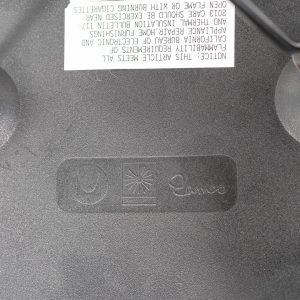 NOTICE: THIS ARTICLE MEETS ALL
FLAMMABILITY REQUIREMENTS OF
CALIFORNIA BUREAU OF ELECTRONIC AND
APPLIANCE REPAIR, HOME FURNISHINGS
AND THERMAL INSULATION BULLETIN 117-
2013 CARE SHOULD BE EXERCISED NEAR
OPEN FLAME OR WITH BURNING CIGARETTES
Eames